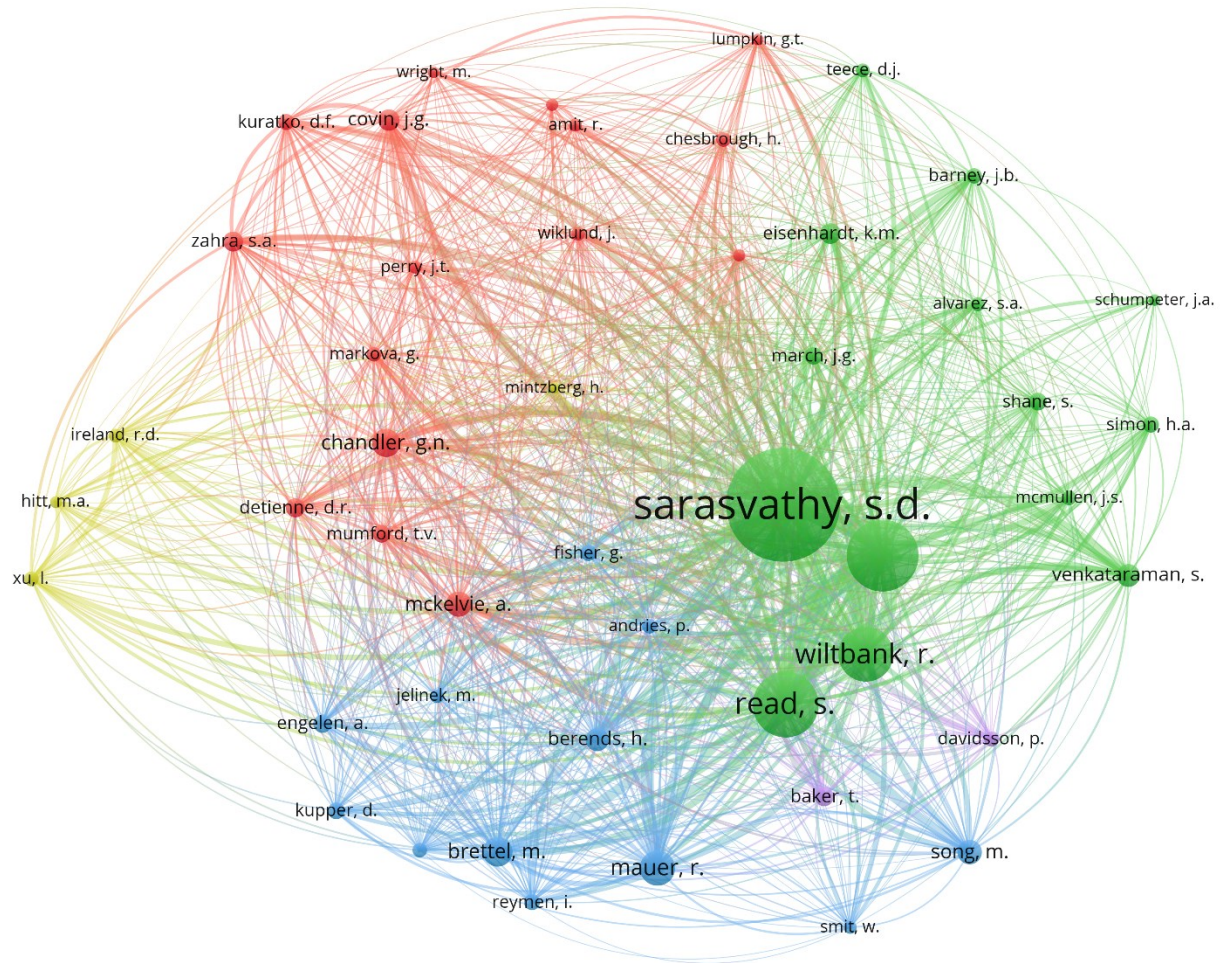 lumpkin, g.t.
wright, m.
teece, d.j.
kuratko, d.f.
covin, j.g.
amit, r.
chesbrough, h.
barney, j.b.
zahra, s.a.
wiklund, j.
eisenhardt, k.m.
perry, j.t.
alvarez, s.a.
schumpeter, j.a.
markova, g.
march, j.g.
mintzberg, h.
shane, s.
simon, h.a.
ireland, r.d.
chandler, g.n.
hitt, m.a.
detienne, d.r.
sarasvathy, s.d.
mcmullen, j.s.
mumford, t.v.
fisher, g.
xu, l.
venkataraman, s.
mckelvie, a.
andries, p.
wiltbank, r.
jelinek, m.
read, s.
engelen, a.
berends, h.
davidsson, p.
kupper, d.
baker, t.
brettel, m.
mauer, r.
song, m.
reymen, i.
smit, w.